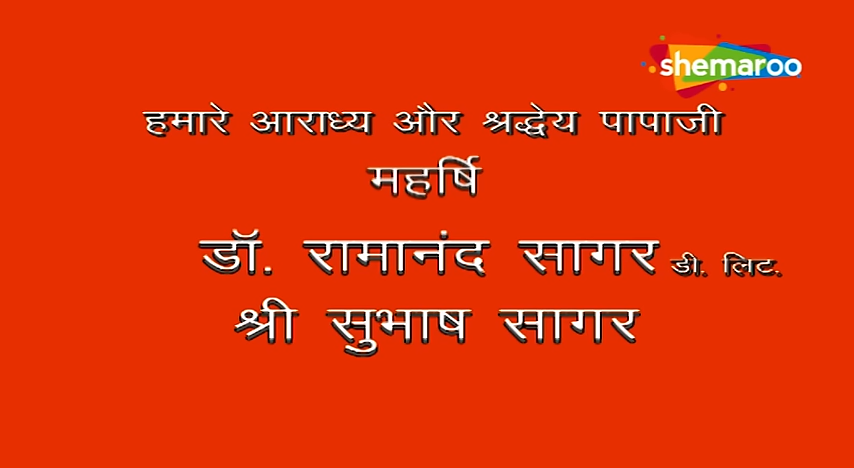 shemaroo
हमारे आराध्य और श्रद्धेय पापाजी
महर्षि
डॉ. रामानंद सागर डी. लिट.
श्री सुभाष सागर